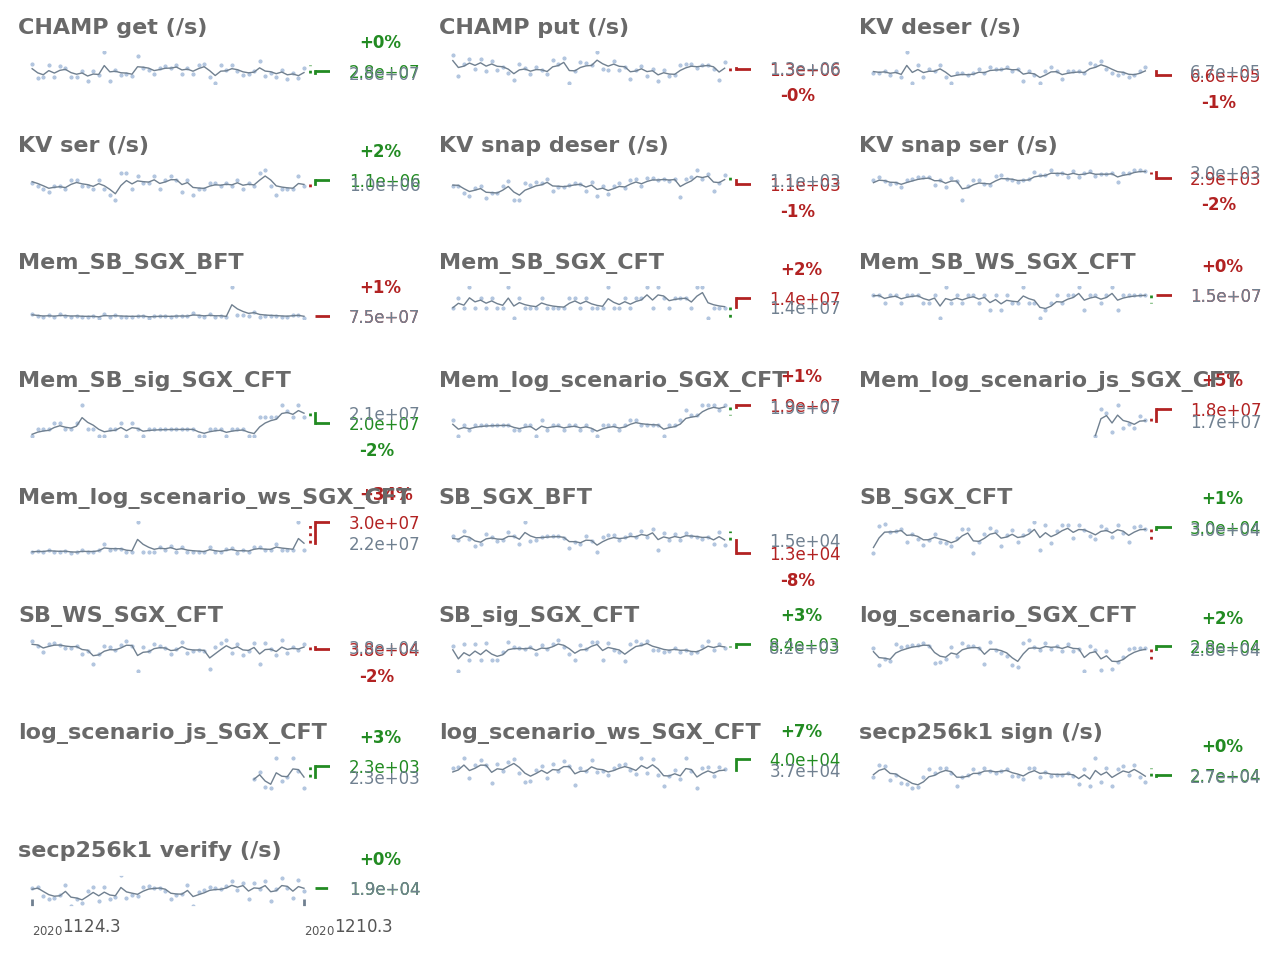 CHAMP get (/s)
+0%
2.8e+07
2.8e+07
CHAMP put (/s)
1.3e+06
-0%
KV deser (/s)
6.7e+05
6.6e+05
-1%
KV ser (/s)
+2%
1.1e+06
1.0e+06
KV snap deser (/s)
1.1e+03
1.1e+03
-1%
KV snap ser (/s)
3.0e+03
2.9e+03
-2%
Mem_SB_SGX_BFT
+1%
7.5e+07
Mem_SB_SGX_CFT
+2%
1.4e+07
1.4e+07
Mem_SB_WS_SGX_CFT
+0%
1.5e+07
Mem_SB_sig_SGX_CFT
2.1e+07
2.0e+07
-2%
Mem_log_scenario_SGX_CFT
+1%
1.9e+07
1.9e+07
Mem_log_scenario_js_SGX_CFT
+5%
1.8e+07
1.7e+07
Mem_log_scenario_ws_SGX_CFT
+34%
3.0e+07
2.2e+07
SB_SGX_BFT
1.5e+04
1.3e+04
-8%
SB_SGX_CFT
+1%
3.0e+04
3.0e+04
SB_WS_SGX_CFT
3.8e+04
-2%
SB_sig_SGX_CFT
+3%
8.4e+03
8.2e+03
log_scenario_SGX_CFT
+2%
2.8e+04
2.8e+04
log_scenario_js_SGX_CFT
+3%
2.3e+03
2.3e+03
log_scenario_ws_SGX_CFT
+7%
4.0e+04
3.7e+04
secp256k1 sign (/s)
+0%
2.7e+04
2.7e+04
secp256k1 verify (/s)
+0%
1.9e+04
2020 1124.3
2020 1210.3